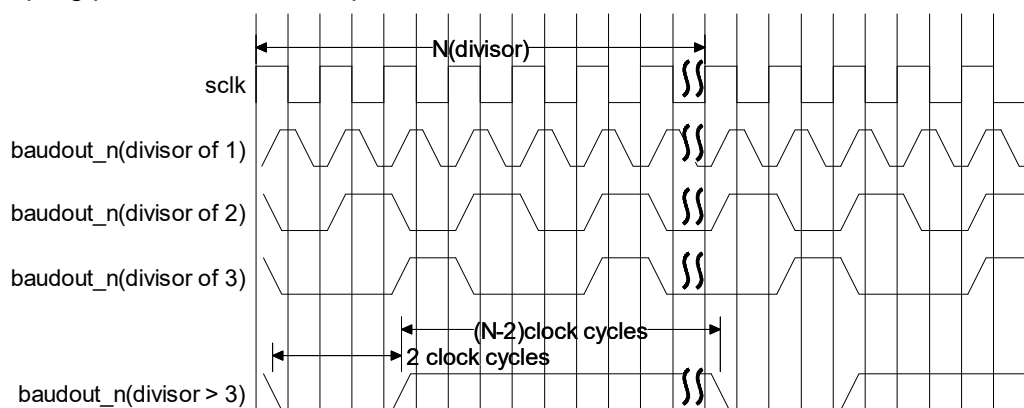 N(divisor)
sclk
baudout_n(divisor of 1)
baudout_n(divisor of 2)
baudout_n(divisor of 3)
(N-2)clock cycles
2 clock cycles
baudout_n(divisor > 3)